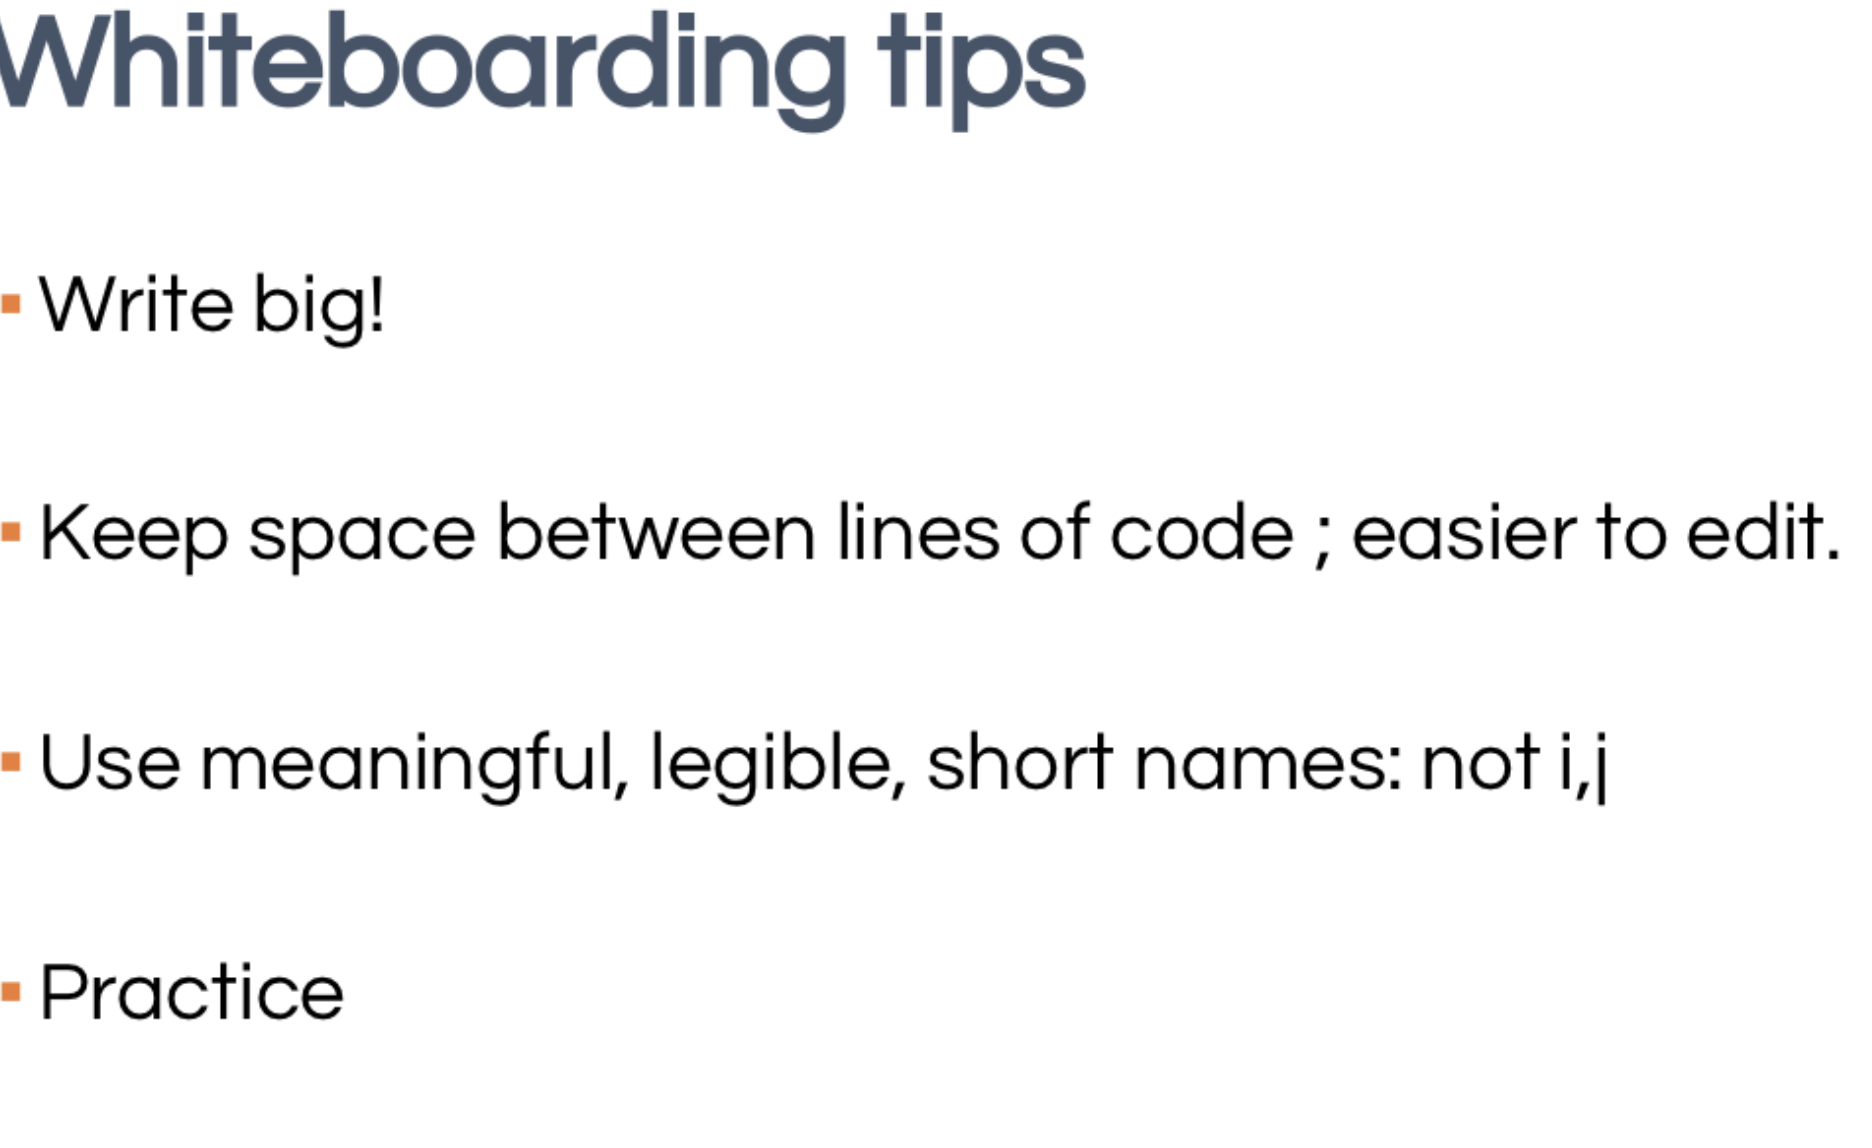 Whiteboarding tips
▪ Write big!
▪ Keep space between lines of code ; easier to edit.
▪ Use meaningful, legible, short names: not i,j
▪ Practice